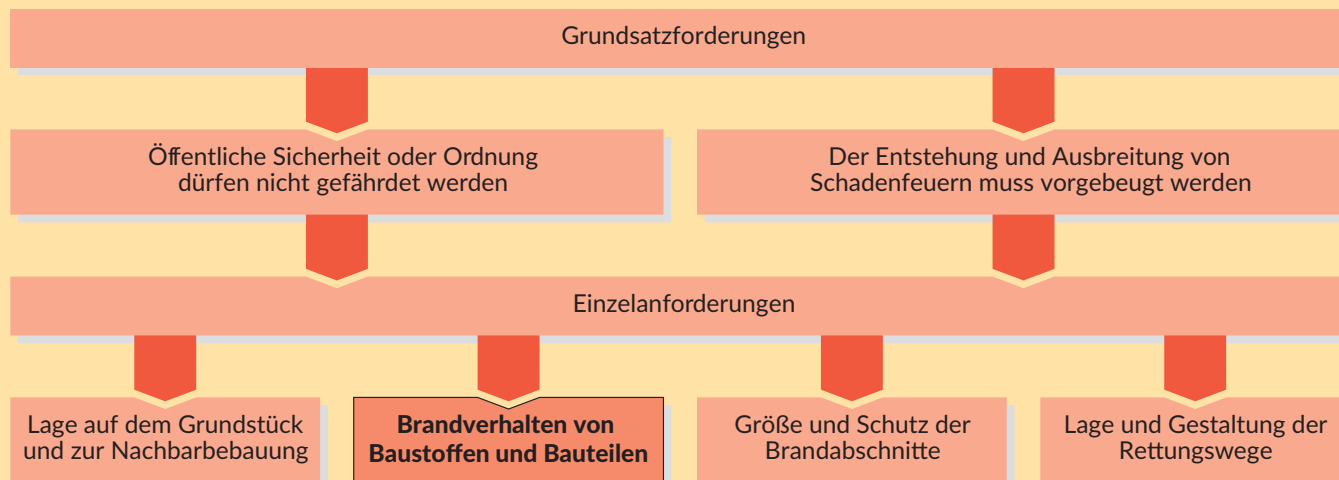 Grundsatzforderungen
Öffentliche Sicherheit oder Ordnung
dürfen nicht gefährdet werden
Der Entstehung und Ausbreitung von
Schadenfeuern muss vorgebeugt werden
Einzelanforderungen
Lage auf dem Grundstück
und zur Nachbarbebauung
Brandverhalten von
Baustoffen und Bauteilen
Größe und Schutz der
Brandabschnitte
Lage und Gestaltung der
Rettungswege